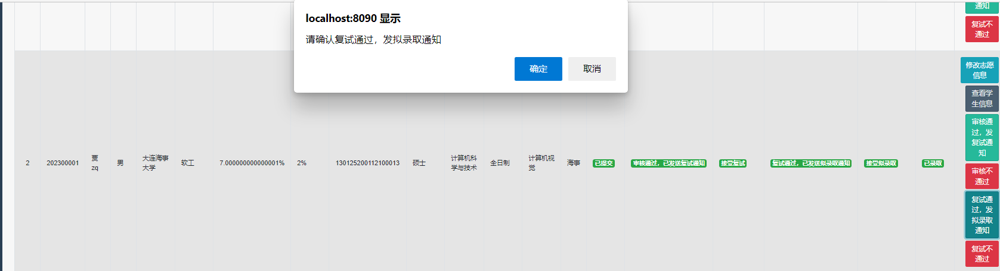 localhost:8090 显示
请确认复试通过，发拟录取通知
确定
取消
通知
复试不
通过
2
202300001
贾
zq
男
大连海事
大学
软工
7.000000000000001%
2%
130125200112100013
硕士
计算机科
学与技术
全日制
计算机视
觉
海事
已提交
审核通过，已发送复试通知
接受复试
复试通过，已发送拟录取通知
接受拟录取
已录取
修改志愿
信息
查看学
生信息
审核通
过，发
复试通
知
审核不
通过
复试通
过，发
拟录取
通知
复试不
通过